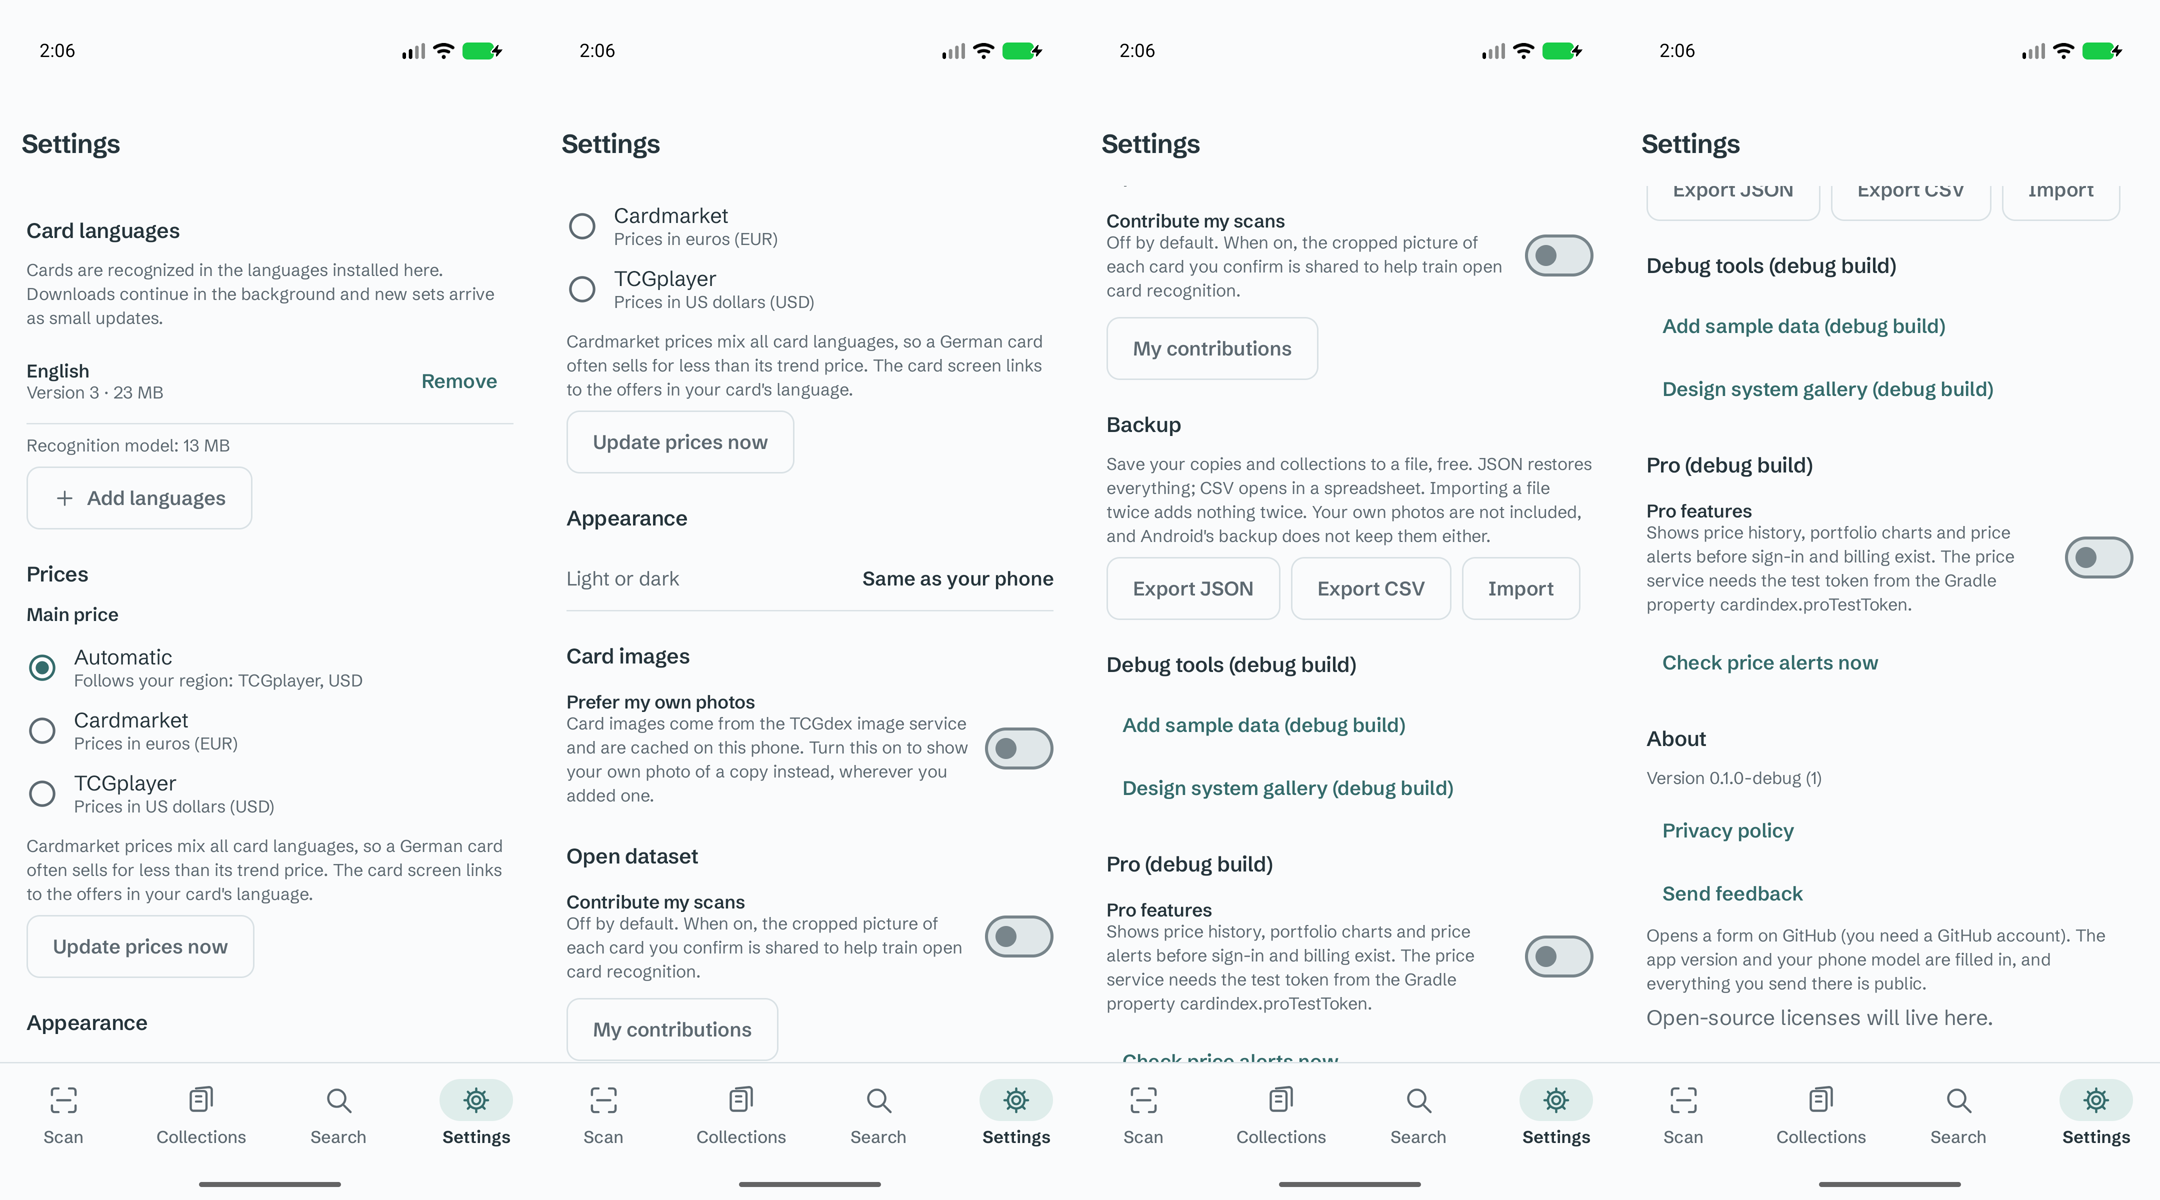 2:06
Settings
Card languages
Cards are recognized in the languages installed here.
Downloads continue in the background and new sets arrive
as small updates.
English
Version 3 · 23 MB
Remove
Recognition model: 13 MB
Add languages
Prices
Main price
Automatic
Follows your region: TCGplayer, USD
Cardmarket
Prices in euros (EUR)
TCGplayer
Prices in US dollars (USD)
Cardmarket prices mix all card languages, so a German card
often sells for less than its trend price. The card screen links
to the offers in your card's language.
Update prices now
Appearance
Scan
Collections
Search
Settings
2:06
Settings
Cardmarket
Prices in euros (EUR)
TCGplayer
Prices in US dollars (USD)
Cardmarket prices mix all card languages, so a German card
often sells for less than its trend price. The card screen links
to the offers in your card's language.
Update prices now
Appearance
Light or dark
Same as your phone
Card images
Prefer my own photos
Card images come from the TCGdex image service
and are cached on this phone. Turn this on to show
your own photo of a copy instead, wherever you
added one.
Open dataset
Contribute my scans
Off by default. When on, the cropped picture of
each card you confirm is shared to help train open
card recognition.
My contributions
Scan
Collections
Search
Settings
2:06
Settings
Contribute my scans
Off by default. When on, the cropped picture of
each card you confirm is shared to help train open
card recognition.
My contributions
Backup
Save your copies and collections to a file, free. JSON restores
everything; CSV opens in a spreadsheet. Importing a file
twice adds nothing twice. Your own photos are not included,
and Android's backup does not keep them either.
Export JSON
Export CSV
Import
Debug tools (debug build)
Add sample data (debug build)
Design system gallery (debug build)
Pro (debug build)
Pro features
Shows price history, portfolio charts and price
alerts before sign-in and billing exist. The price
service needs the test token from the Gradle
property cardindex.proTestToken.
Check price alerts now
Scan
Collections
Search
Settings
2:06
Settings
Export JSON
Export CSV
Import
Debug tools (debug build)
Add sample data (debug build)
Design system gallery (debug build)
Pro (debug build)
Pro features
Shows price history, portfolio charts and price
alerts before sign-in and billing exist. The price
service needs the test token from the Gradle
property cardindex.proTestToken.
Check price alerts now
About
Version 0.1.0-debug (1)
Privacy policy
Send feedback
Opens a form on GitHub (you need a GitHub account). The
app version and your phone model are filled in, and
everything you send there is public.
Open-source licenses will live here.
Scan
Collections
Search
Settings